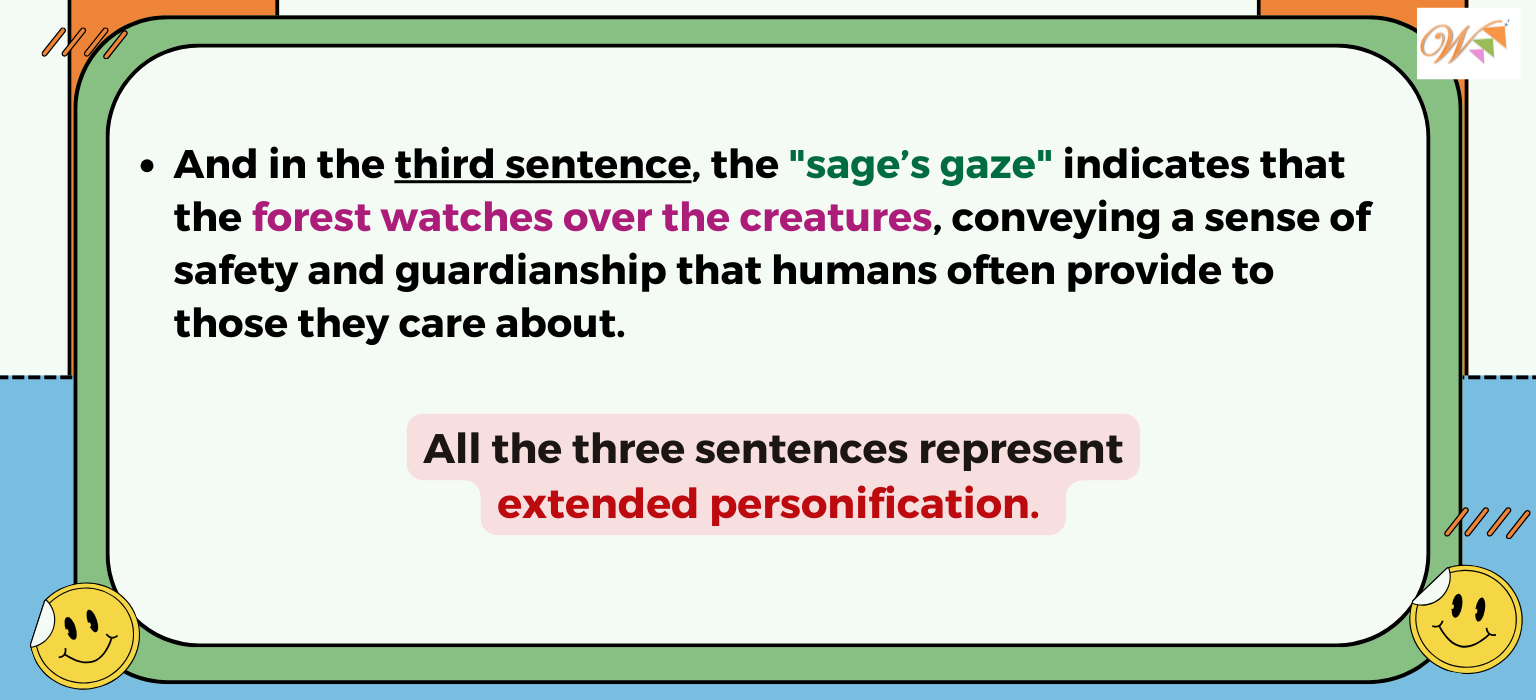 W
• And in the third sentence, the "sage’s gaze" indicates that
the forest watches over the creatures, conveying a sense of
safety and guardianship that humans often provide to
those they care about.
All the three sentences represent
extended personification.